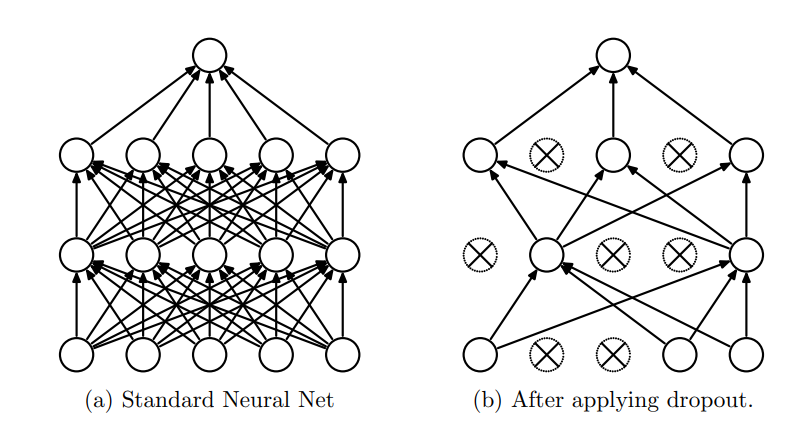 (a) Standard Neural Net
(b) After applying dropout.